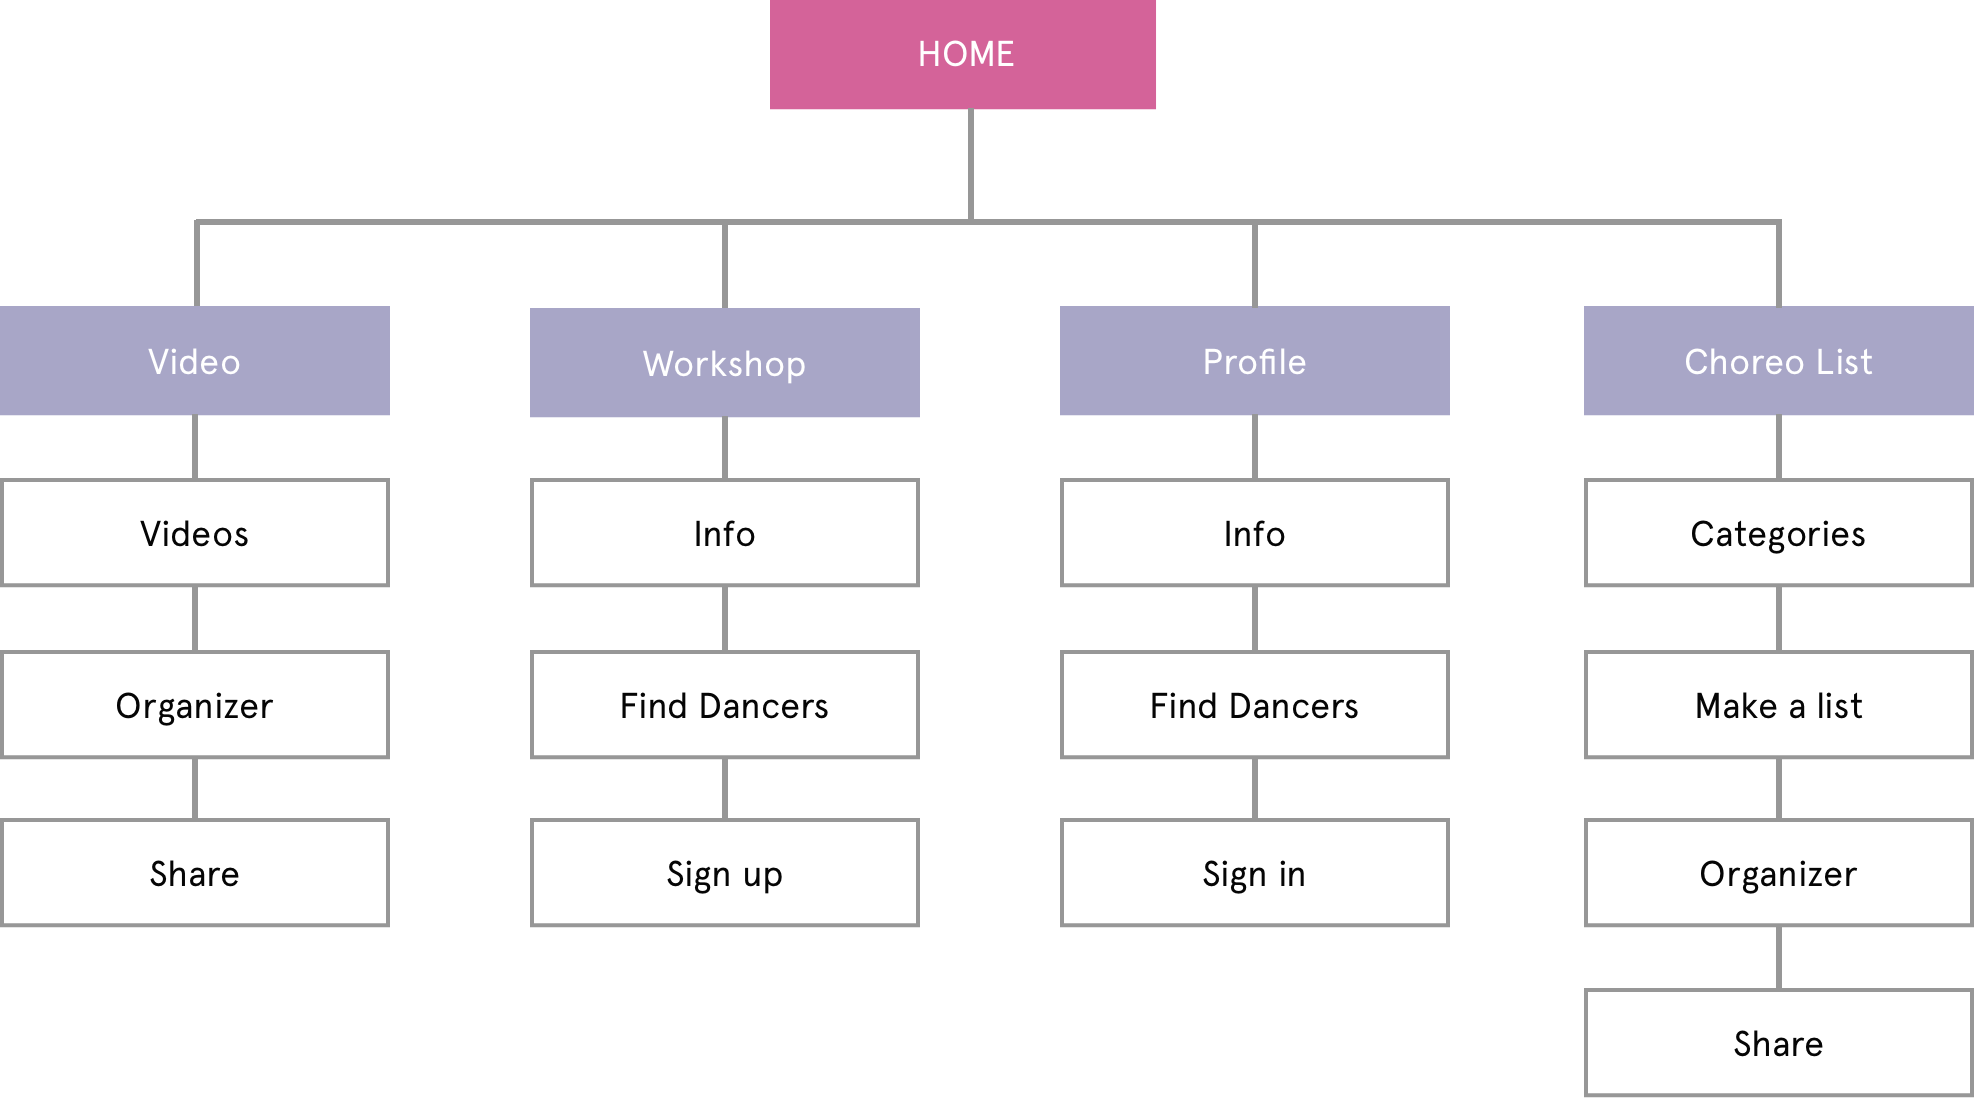 HOME
Video
Workshop
Profile
Choreo List
Videos
Info
Info
Categories
Organizer
Find Dancers
Find Dancers
Make a list
Share
Sign up
Sign in
Organizer
Share